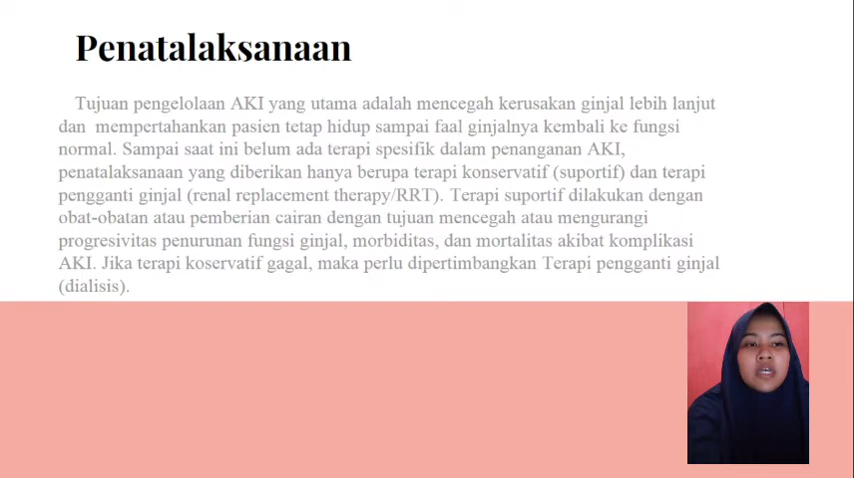 Penatalaksanaan
Tujuan pengelolaan AKI yang utama adalah mencegah kerusakan ginjal lebih lanjut
dan mempertahankan pasien tetap hidup sampai faal ginjalnya kembali ke fungsi
normal. Sampai saat ini belum ada terapi spesifik dalam penanganan AKI,
penatalaksanaan yang diberikan hanya berupa terapi konservatif (suportif) dan terapi
pengganti ginjal (renal replacement therapy/RRT). Terapi suportif dilakukan dengan
obat-obatan atau pemberian cairan dengan tujuan mencegah atau mengurangi
progresivitas penurunan fungsi ginjal, morbiditas, dan mortalitas akibat komplikasi
AKI. Jika terapi koservatif gagal, maka perlu dipertimbangkan Terapi pengganti ginjal
(dialisis).